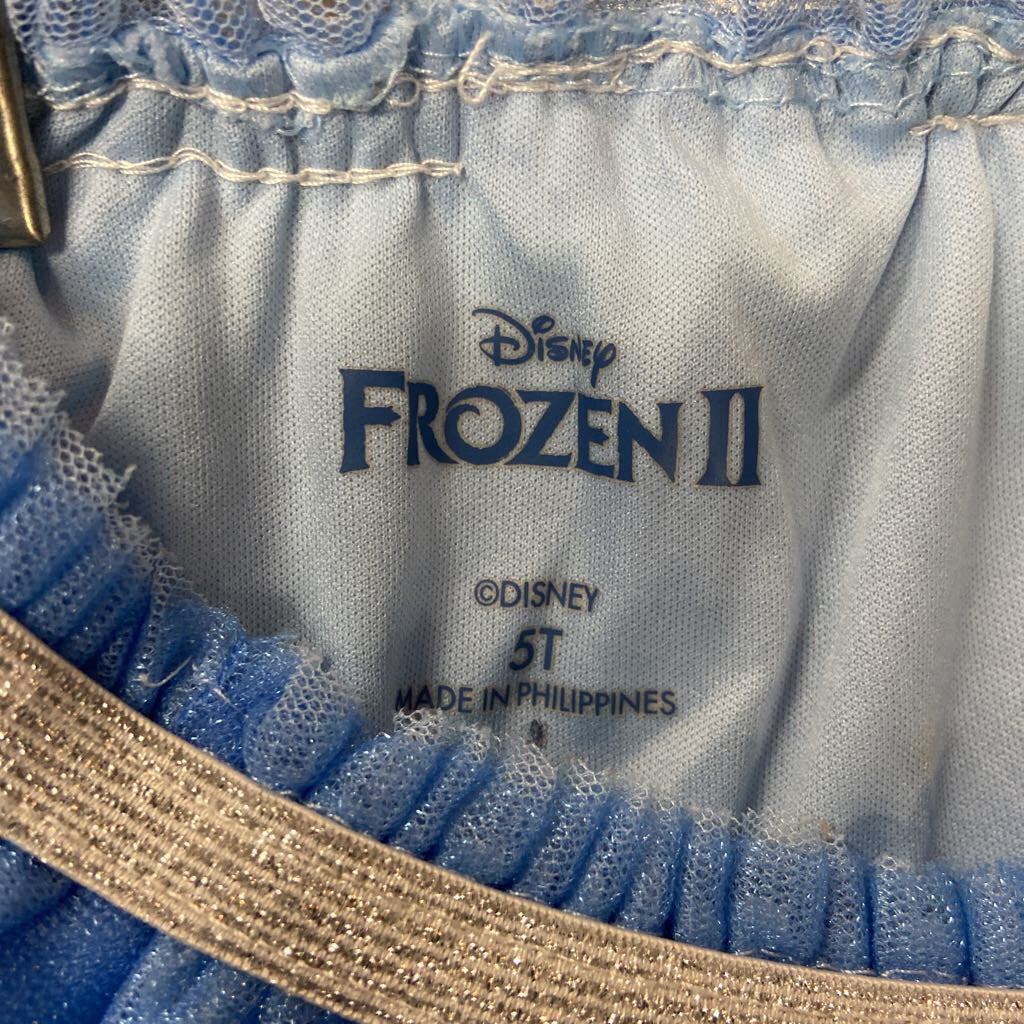 Disney
FROZEN II
©DISNEY
5T
MADE IN PHILIPPINES